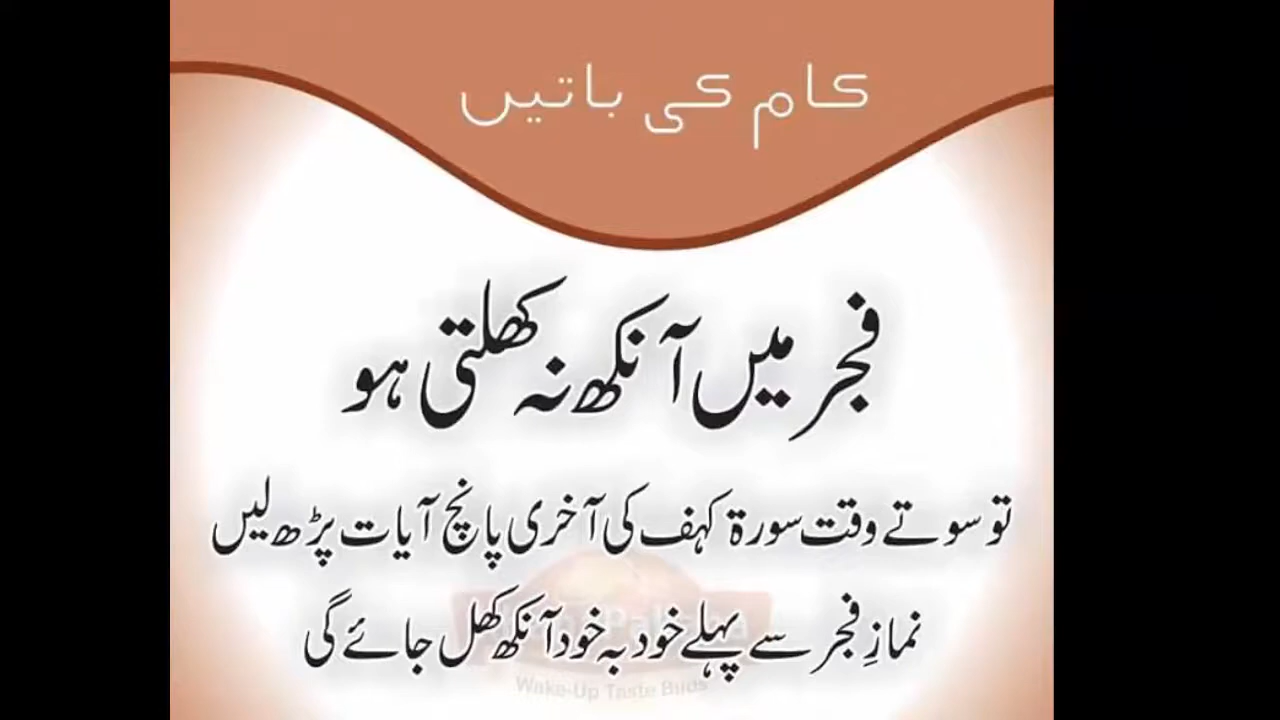 کام کی باتیں
فجر میں آنکھ نہ کھلتی ہو
تو سوتے وقت سورۃ کہف کی آخری پانچ آیات پڑھ لیں
نمازِ فجر سے پہلے خود بہ خود آنکھ کھل جائے گی
Wake-Up Taste Buds